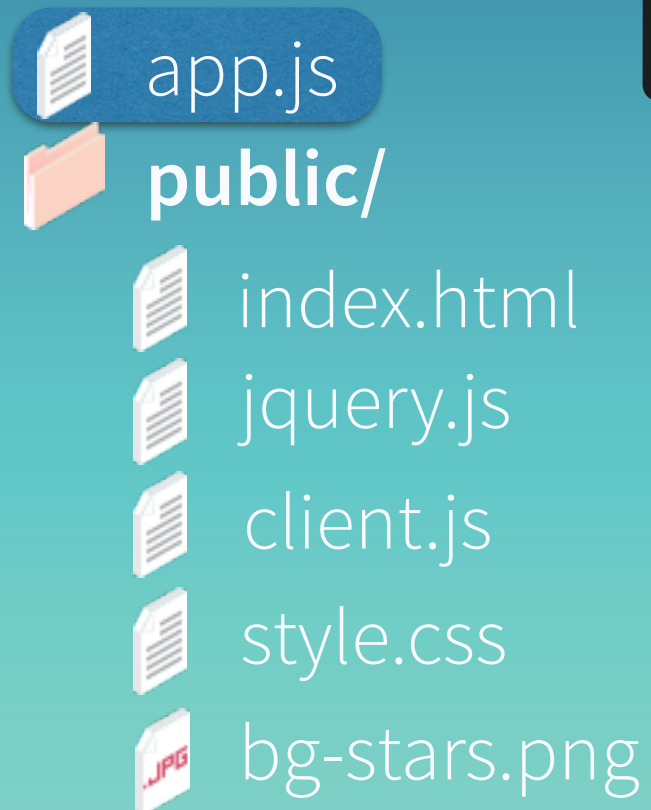 app.js
public/
index.html
jquery.js
client.js
style.css
.JPG
bg-stars.png